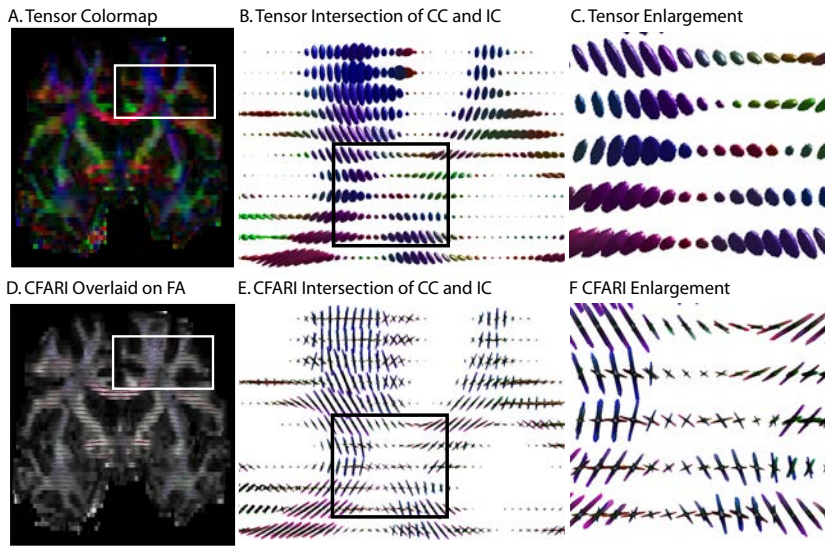 A. Tensor Colormap
B. Tensor Intersection of CC and IC
C. Tensor Enlargement
D. CFARI Overlaid on FA
E. CFARI Intersection of CC and IC
F CFARI Enlargement